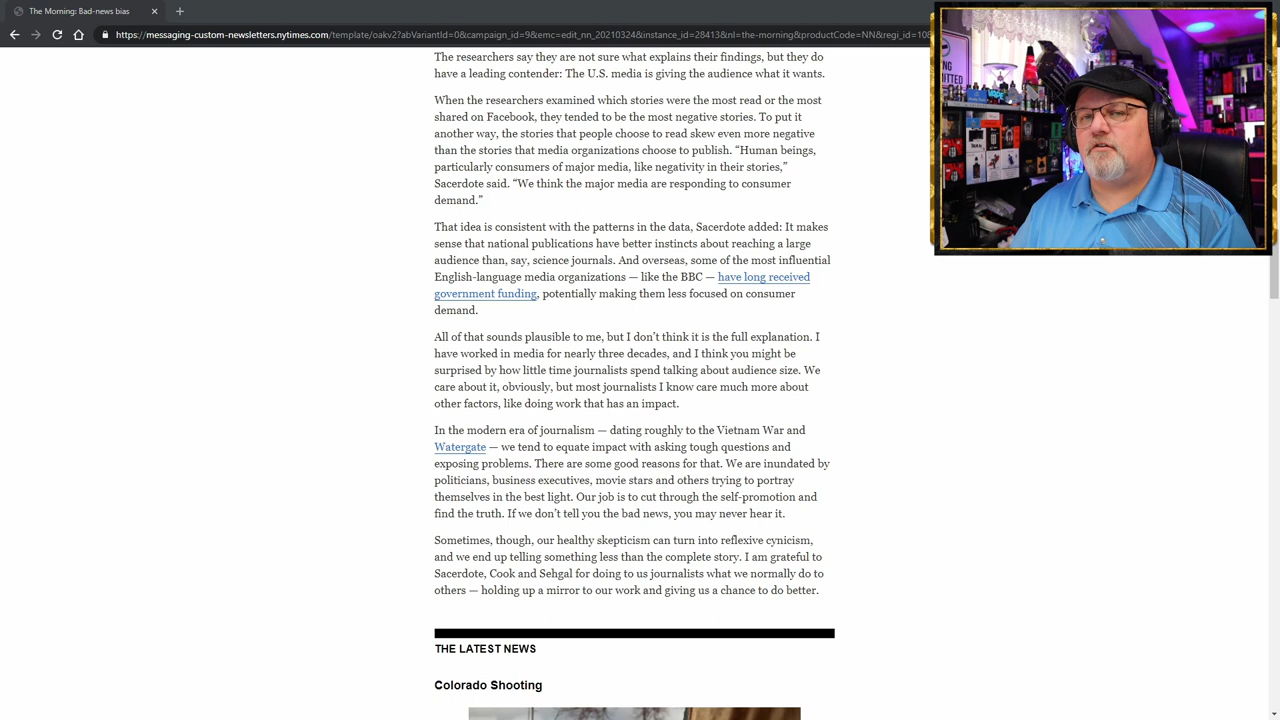 The Morning: Bad-news bias
https://messaging-custom-newsletters.nytimes.com/template/oakv2?abVariantId=0&campaign_id=9&emc=edit_nn_20210324&instance_id=28413&nl=the-morning&productCode=NN&regi_id=108
The researchers say they are not sure what explains their findings, but they do
have a leading contender: The U.S. media is giving the audience what it wants.
When the researchers examined which stories were the most read or the most
shared on Facebook, they tended to be the most negative stories. To put it
another way, the stories that people choose to read skew even more negative
than the stories that media organizations choose to publish. “Human beings,
particularly consumers of major media, like negativity in their stories,”
Sacerdote said. “We think the major media are responding to consumer
demand.”
That idea is consistent with the patterns in the data, Sacerdote added: It makes
sense that national publications have better instincts about reaching a large
audience than, say, science journals. And overseas, some of the most influential
English-language media organizations — like the BBC — have long received
government funding, potentially making them less focused on consumer
demand.
All of that sounds plausible to me, but I don’t think it is the full explanation. I
have worked in media for nearly three decades, and I think you might be
surprised by how little time journalists spend talking about audience size. We
care about it, obviously, but most journalists I know care much more about
other factors, like doing work that has an impact.
In the modern era of journalism — dating roughly to the Vietnam War and
Watergate — we tend to equate impact with asking tough questions and
exposing problems. There are some good reasons for that. We are inundated by
politicians, business executives, movie stars and others trying to portray
themselves in the best light. Our job is to cut through the self-promotion and
find the truth. If we don’t tell you the bad news, you may never hear it.
Sometimes, though, our healthy skepticism can turn into reflexive cynicism,
and we end up telling something less than the complete story. I am grateful to
Sacerdote, Cook and Sehgal for doing to us journalists what we normally do to
others — holding up a mirror to our work and giving us a chance to do better.
THE LATEST NEWS
Colorado Shooting